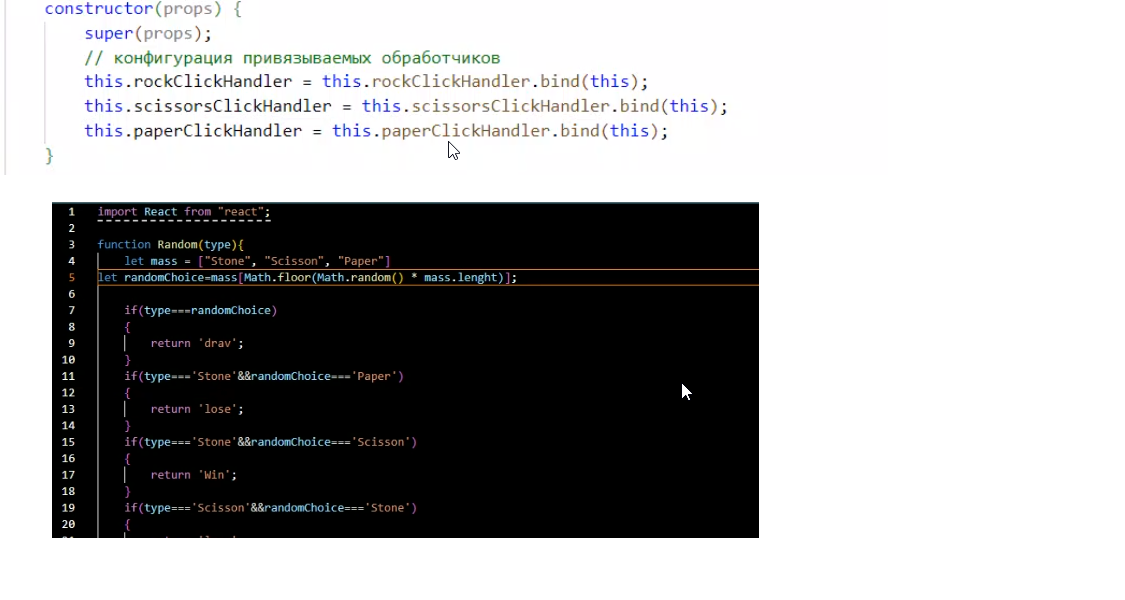 constructor(props) {
super(props);
// конфигурация привязываемых обработчиков
this.rockClickHandler = this.rockClickHandler.bind(this);
this.scissorsClickHandler = this.scissorsClickHandler.bind(this);
this.paperClickHandler = this.paperClickHandler.bind(this);
}
1 import React from "react";
2
3 function Random(type){
4 let mass = ["Stone", "Scisson", "Paper"]
5 let randomChoice=mass[Math.floor(Math.random() * mass.lenght)];
6
7 if(type===randomChoice)
8 {
9 return 'drav';
10 }
11 if(type==='Stone'&&randomChoice==='Paper')
12 {
13 return 'lose';
14 }
15 if(type==='Stone'&&randomChoice==='Scisson')
16 {
17 return 'Win';
18 }
19 if(type==='Scisson'&&randomChoice==='Stone')
20 {